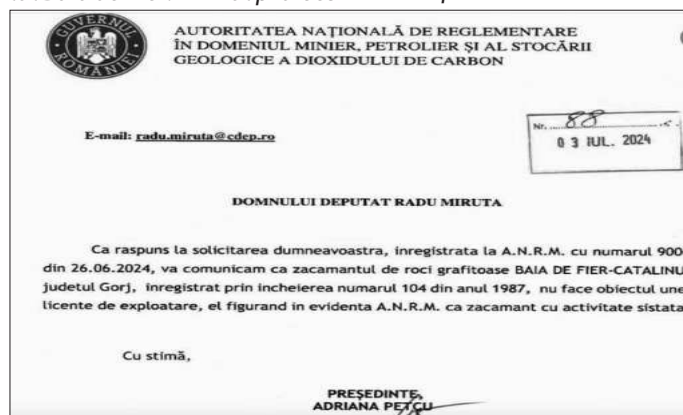 GUVERNUL ROMÂNIEI
AUTORITATEA NAȚIONALĂ DE REGLEMENTARE
ÎN DOMENIUL MINIER, PETROLIER ȘI AL STOCĂRII
GEOLOGICE A DIOXIDULUI DE CARBON
E-mail: radu.miruta@cdep.ro
Nr. 88
03 IUL. 2024
DOMNULUI DEPUTAT RADU MIRUTA
Ca raspuns la solicitarea dumneavoastra, inregistrata la A.N.R.M. cu numarul 900
din 26.06.2024, va comunicam ca zacamantul de roci grafitoase BAIA DE FIER-CATALINU
judetul Gorj, inregistrat prin incheierea numarul 104 din anul 1987, nu face obiectul une
licente de exploatare, el figurand in evidenta A.N.R.M. ca zacamant cu activitate sistata
Cu stimă,
PREȘEDINTE,
ADRIANA PETCU